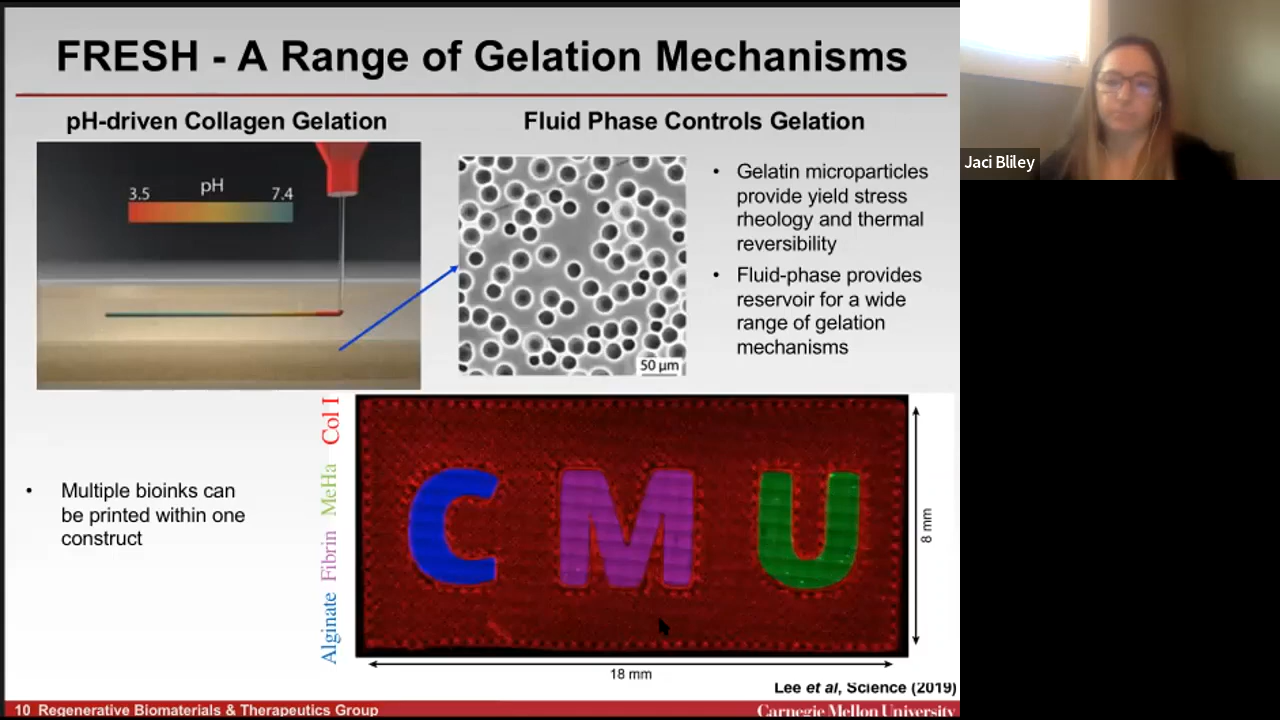 FRESH - A Range of Gelation Mechanisms
pH-driven Collagen Gelation
Fluid Phase Controls Gelation
pH
3.5
7.4
50 μm
• Gelatin microparticles
provide yield stress
rheology and thermal
reversibility
• Fluid-phase provides
reservoir for a wide
range of gelation
mechanisms
• Multiple bioinks can
be printed within one
construct
Alginate Fibrin MeHa Col I
CMU
8 mm
18 mm
Lee et al, Science (2019)
10 Regenerative Biomaterials & Therapeutics Group
Carnegie Mellon University
Jaci Bliley